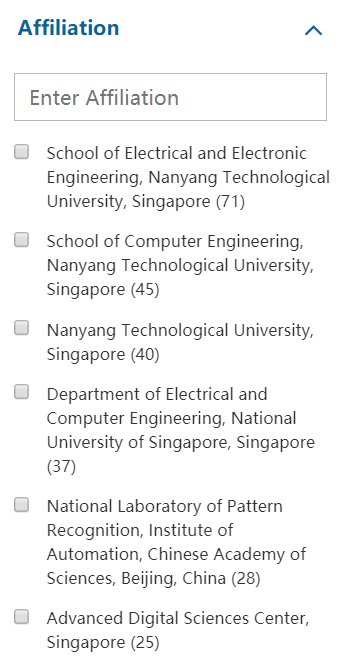 Affiliation
Enter Affiliation
School of Electrical and Electronic
Engineering, Nanyang Technological
University, Singapore (71)
School of Computer Engineering,
Nanyang Technological University,
Singapore (45)
Nanyang Technological University,
Singapore (40)
Department of Electrical and
Computer Engineering, National
University of Singapore, Singapore
(37)
National Laboratory of Pattern
Recognition, Institute of
Automation, Chinese Academy of
Sciences, Beijing, China (28)
Advanced Digital Sciences Center,
Singapore (25)